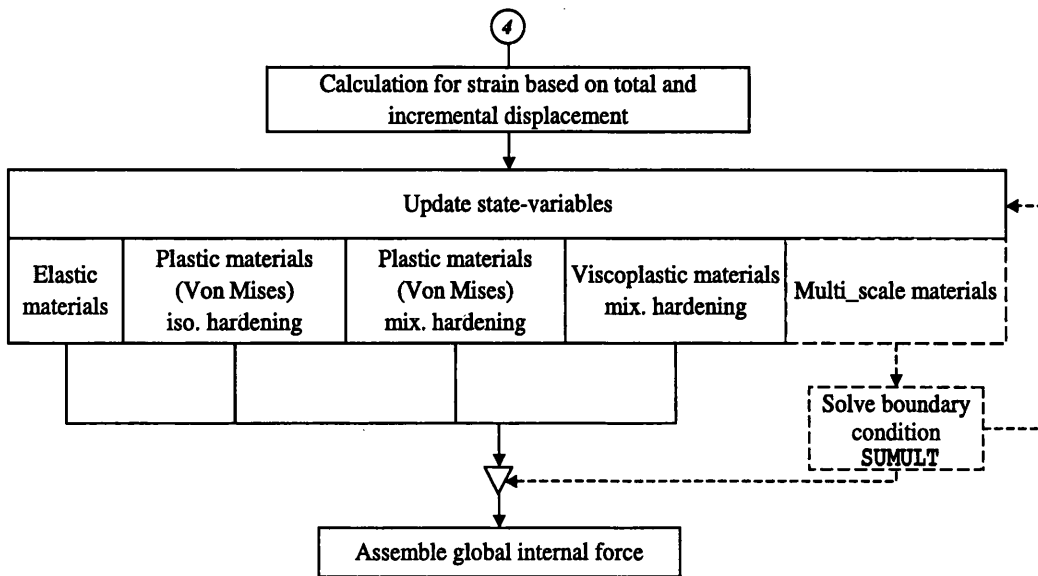 4
Calculation for strain based on total and
incremental displacement
Update state-variables
Elastic
materials
Plastic materials
(Von Mises)
iso. hardening
Plastic materials
(Von Mises)
mix. hardening
Viscoplastic materials
mix. hardening
Multi_scale materials
Solve boundary
condition
SUMULT
Assemble global internal force